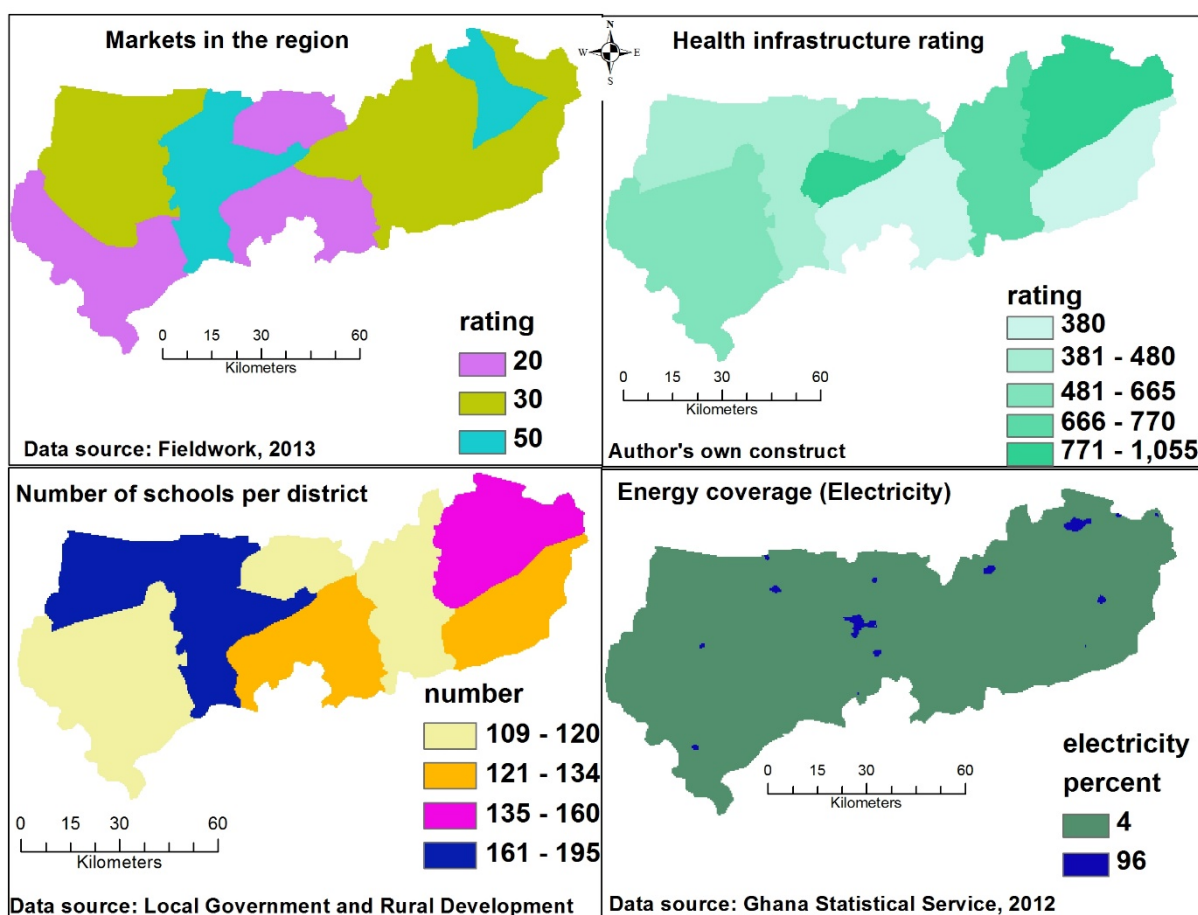 Markets in the region
N
W E
S
0 15 30 60
Kilometers
rating
20
30
50
Data source: Fieldwork, 2013
Health infrastructure rating
0 15 30 60
Kilometers
rating
380
381 - 480
481 - 665
666 - 770
771 - 1,055
Author's own construct
Number of schools per district
number
109 - 120
121 - 134
135 - 160
161 - 195
0 15 30 60
Kilometers
Data source: Local Government and Rural Development
Energy coverage (Electricity)
0 15 30 60
Kilometers
electricity
percent
4
96
Data source: Ghana Statistical Service, 2012